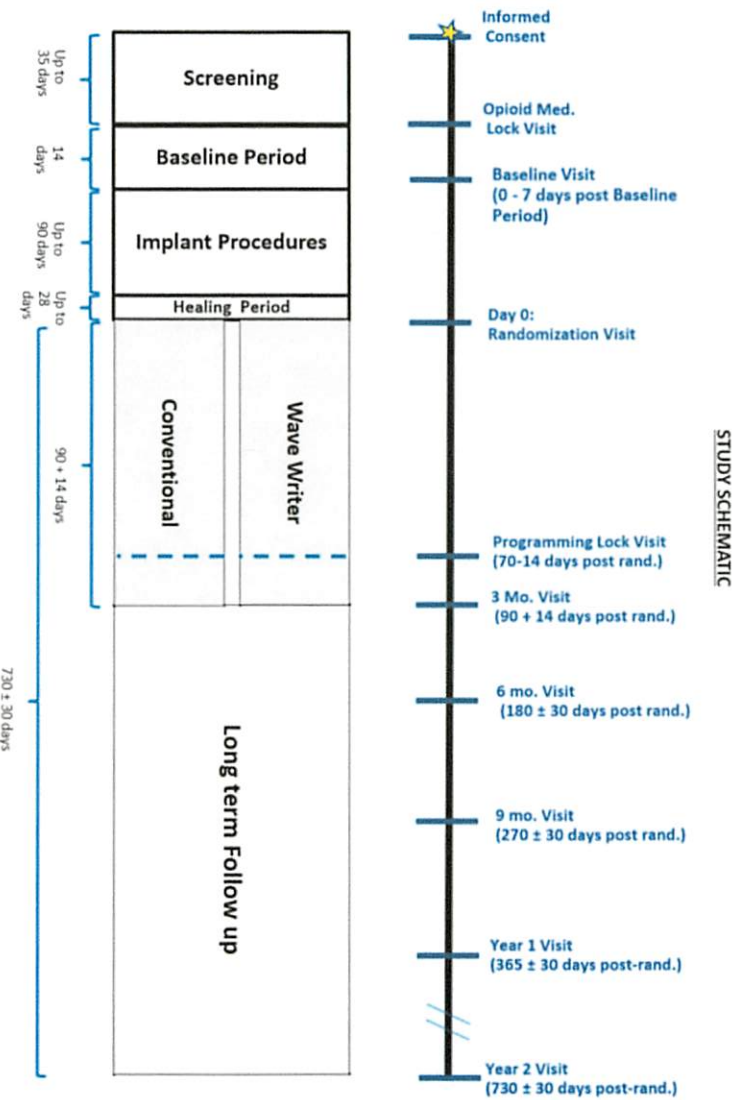 STUDY SCHEMATIC
Informed
Consent
Opioid Med.
Lock Visit
Baseline Visit
(0 - 7 days post Baseline
Period)
Day 0:
Randomization Visit
Programming Lock Visit
(70-14 days post rand.)
3 Mo. Visit
(90 + 14 days post rand.)
6 mo. Visit
(180 ± 30 days post rand.)
9 mo. Visit
(270 ± 30 days post rand.)
Year 1 Visit
(365 ± 30 days post-rand.)
Year 2 Visit
(730 ± 30 days post-rand.)
Screening
Baseline Period
Implant Procedures
Healing Period
Conventional
Wave Writer
Long term Follow up
Up to
35 days
14
days
Up to
90 days
Up to
28
days
90 + 14 days
730 ± 30 days